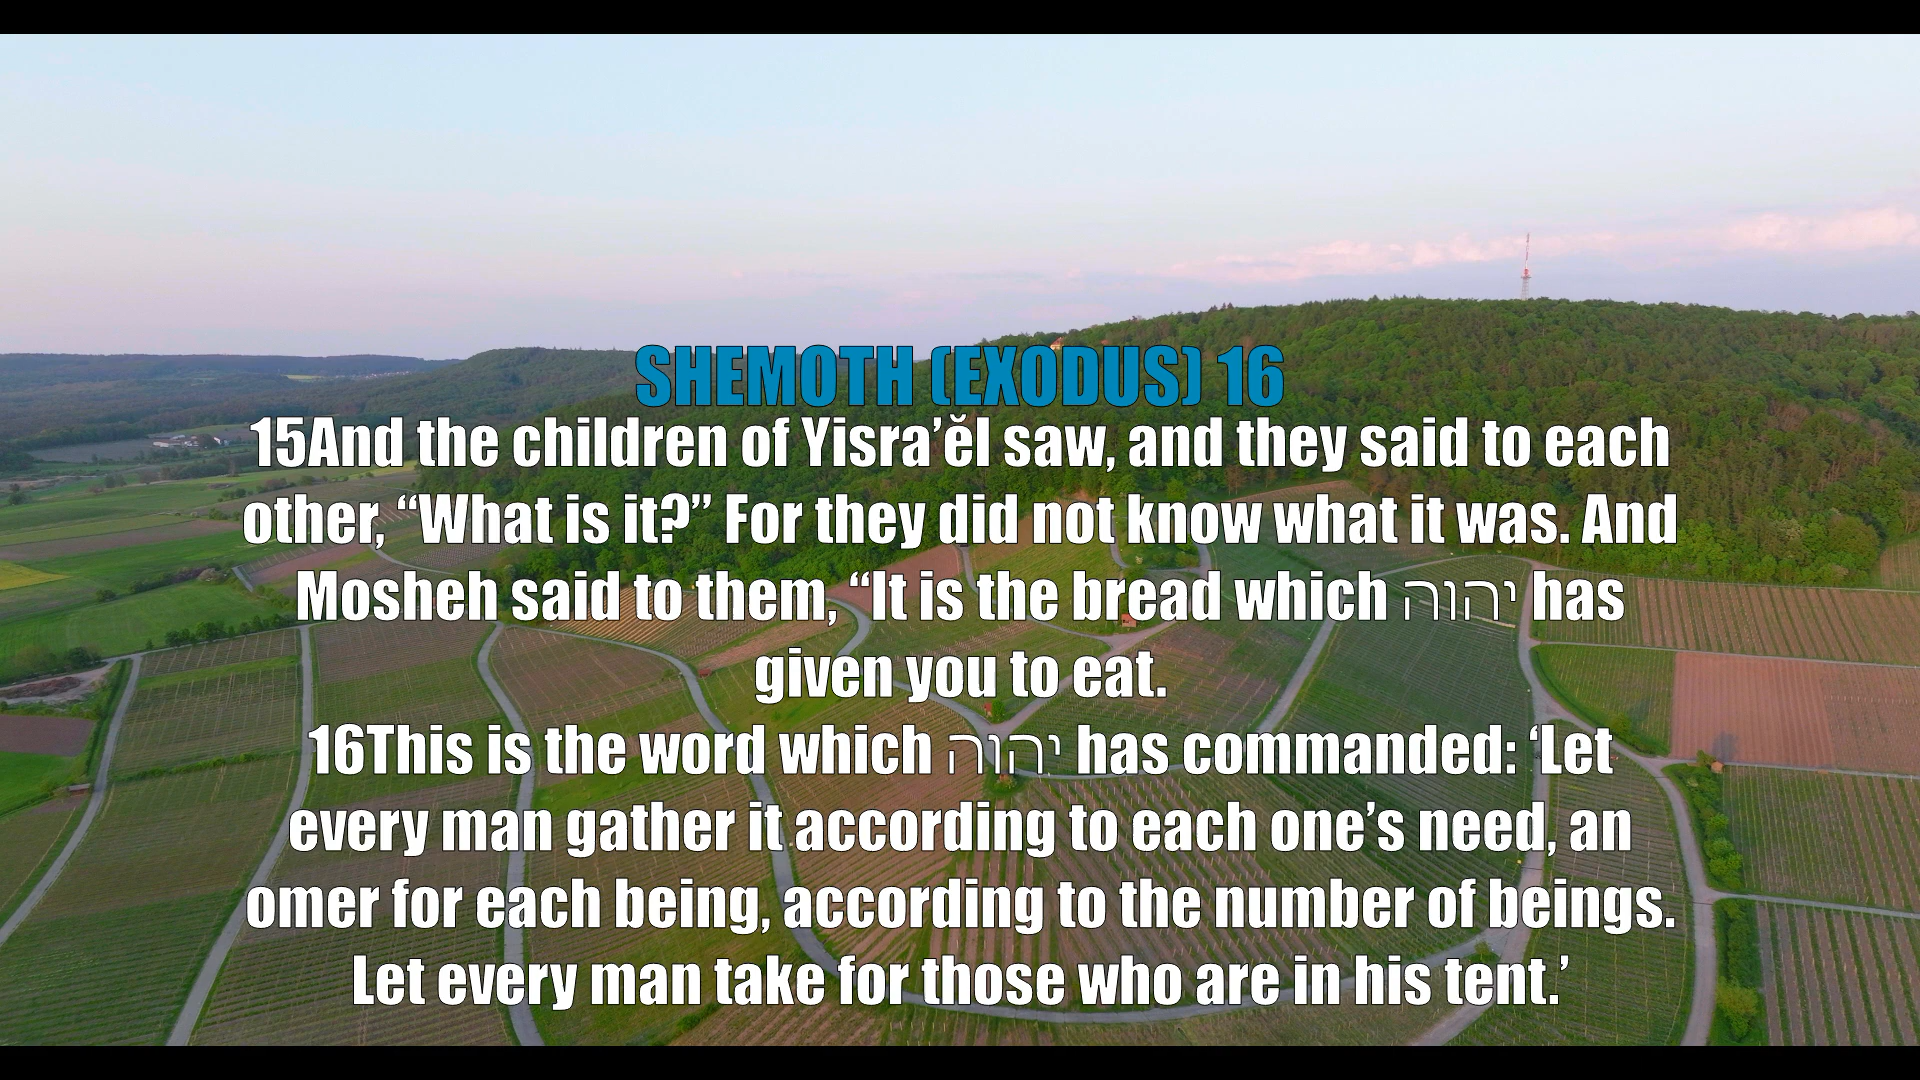 SHEMOTH (EXODUS) 16
15And the children of Yisra’ĕl saw, and they said to each
other, “What is it?” For they did not know what it was. And
Mosheh said to them, “It is the bread which יהוה has
given you to eat.
16This is the word which יהוה has commanded: ‘Let
every man gather it according to each one’s need, an
omer for each being, according to the number of beings.
Let every man take for those who are in his tent.’